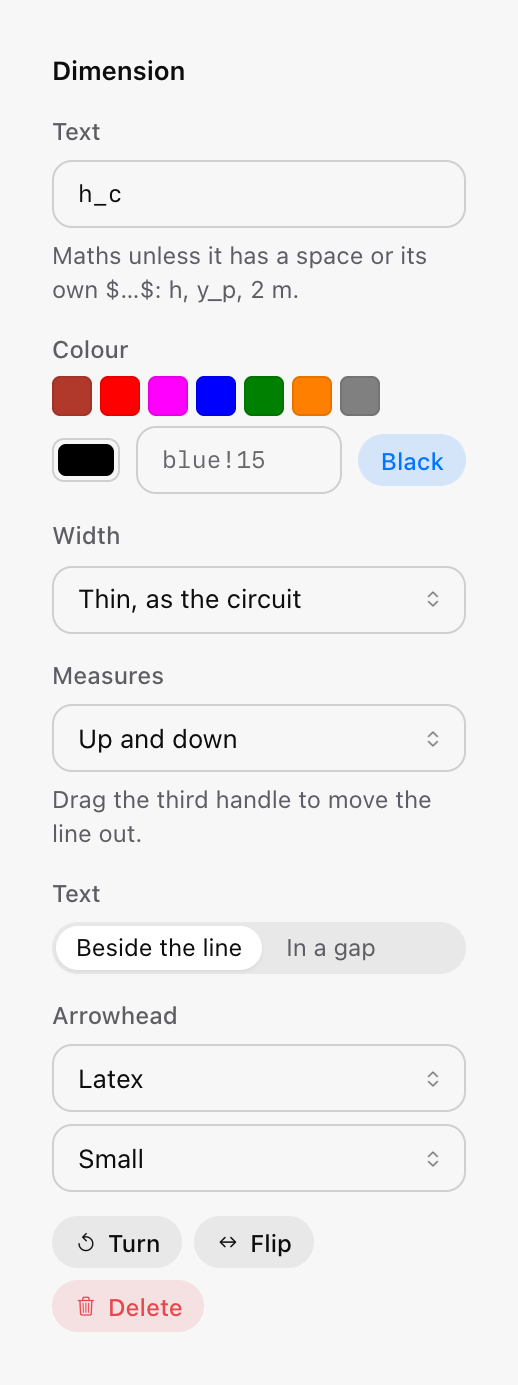 Dimension
Text
h_c
Maths unless it has a space or its
own $...$: h, y_p, 2 m.
Colour
blue!15 Black
Width
Thin, as the circuit
Measures
Up and down
Drag the third handle to move the
line out.
Text
Beside the line In a gap
Arrowhead
Latex
Small
Turn Flip
Delete